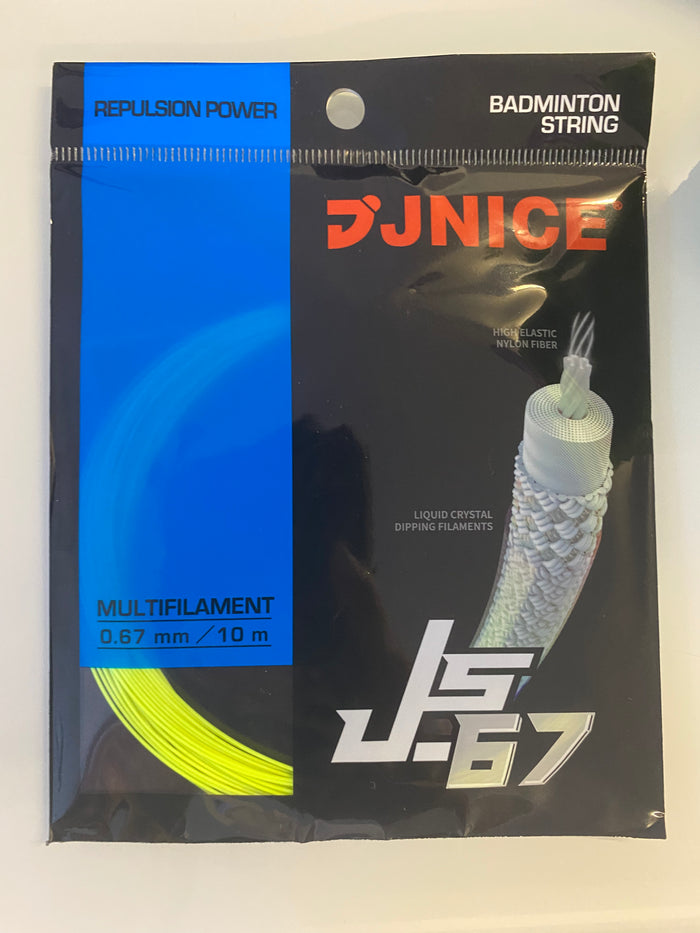 REPULSION POWER
BADMINTON
STRING
DJNICE®
HIGH ELASTIC
NYLON FIBER
LIQUID CRYSTAL
DIPPING FILAMENTS
MULTIFILAMENT
0.67 mm / 10 m
JS-67